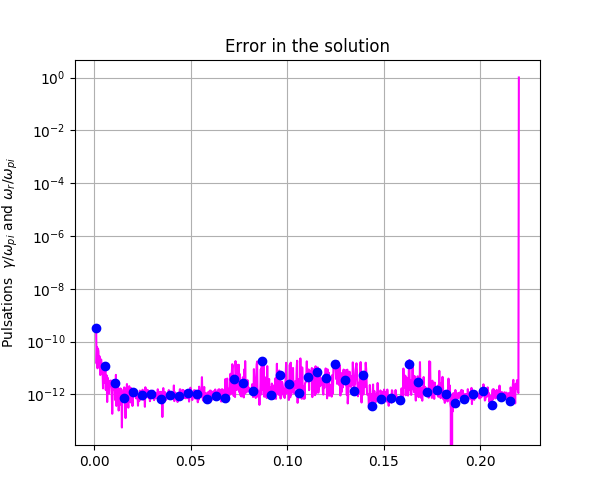 Error in the solution
Pulsations γ/ω_pi and ω_r/ω_pi
10^0
10^-2
10^-4
10^-6
10^-8
10^-10
10^-12
0.00 0.05 0.10 0.15 0.20